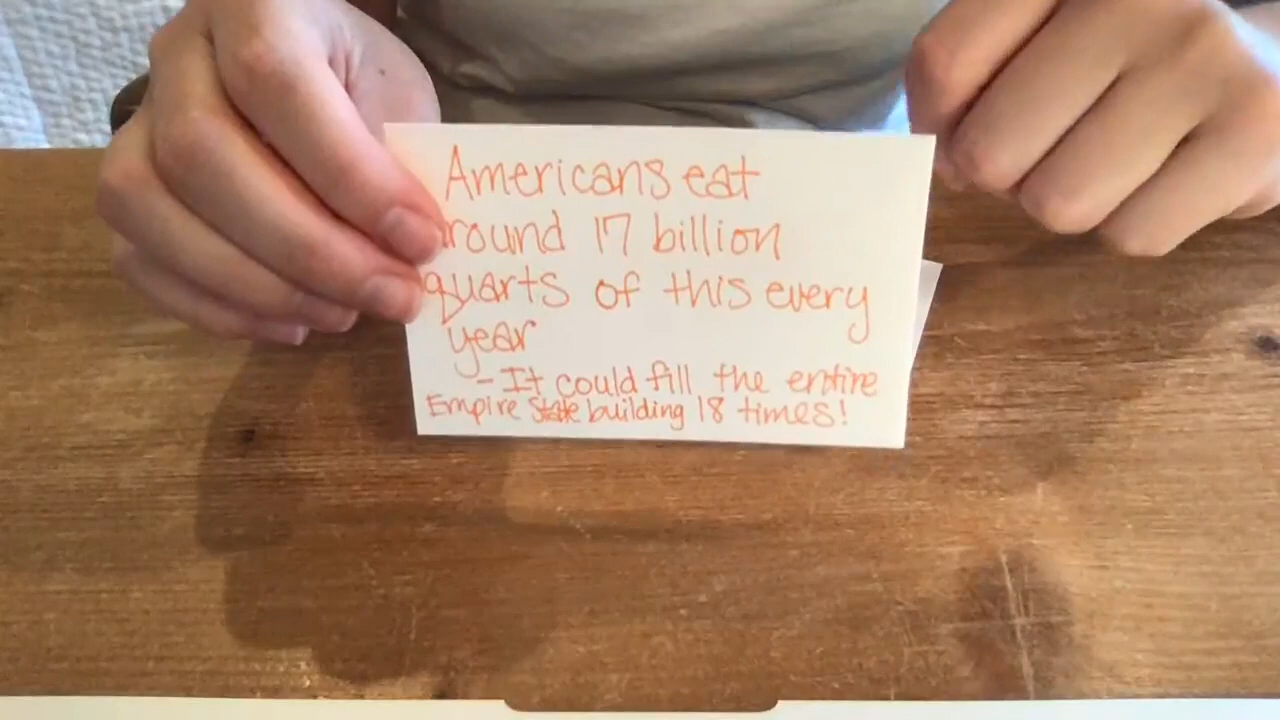 Americans eat
around 17 billion
quarts of this every
year
- It could fill the entire
Empire State building 18 times!